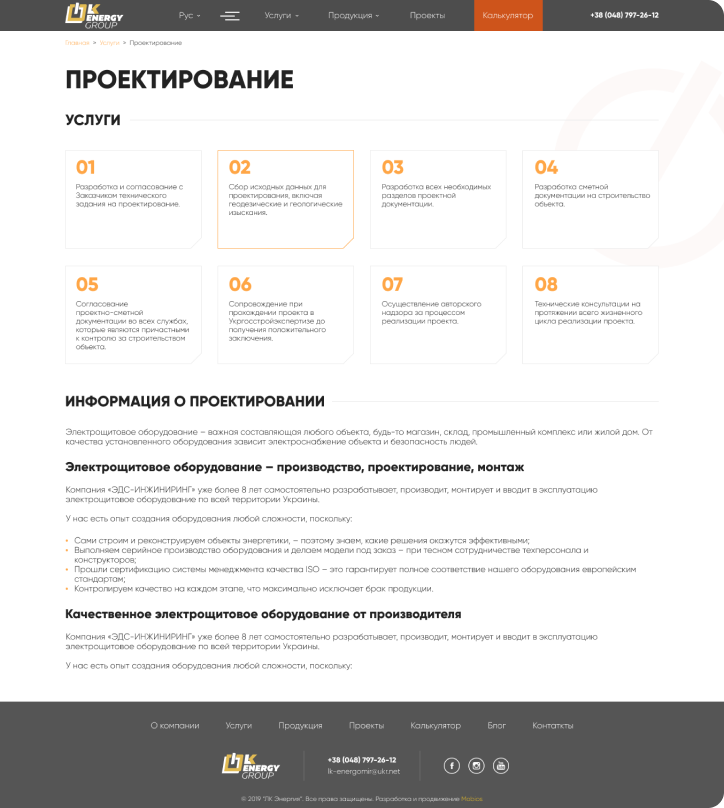 LK ENERGY GROUP
Рус
Услуги
Продукция
Проекты
Калькулятор
+38 (048) 797-26-12
Главная » Услуги » Проектирование
ПРОЕКТИРОВАНИЕ
УСЛУГИ
01
Разработка и согласование с
Заказчиком технического
задания на проектирование.
02
Сбор исходных данных для
проектирования, включая
геодезические и геологические
изыскания.
03
Разработка всех необходимых
разделов проектной
документации.
04
Разработка сметной
документации на строительство
объекта.
05
Согласование
проектно-сметной
документации во всех службах,
которые являются причастными
к контролю за строительством
объекта.
06
Сопровождение при
прохождении проекта в
Укргосстройэкспертизе до
получения положительного
заключения.
07
Осуществление авторского
надзора за процессом
реализации проекта.
08
Технические консультации на
протяжении всего жизненного
цикла реализации проекта.
ИНФОРМАЦИЯ О ПРОЕКТИРОВАНИИ
Электрощитовое оборудование – важная составляющая любого объекта, будь-то магазин, склад, промышленный комплекс или жилой дом. От
качества установленного оборудования зависит электроснабжение объекта и безопасность людей.
Электрощитовое оборудование – производство, проектирование, монтаж
Компания «ЭДС-ИНЖИНИРИНГ» уже более 8 лет самостоятельно разрабатывает, производит, монтирует и вводит в эксплуатацию
электрощитовое оборудование по всей территории Украины.
У нас есть опыт создания оборудования любой сложности, поскольку:
• Сами строим и реконструируем объекты энергетики, – поэтому знаем, какие решения окажутся эффективными;
• Выполняем серийное производство оборудования и делаем модели под заказ – при тесном сотрудничестве техперсонала и
конструкторов;
• Прошли сертификацию системы менеджмента качества ISO – это гарантирует полное соответствие нашего оборудования европейским
стандартам;
• Контролируем качество на каждом этапе, что максимально исключает брак продукции.
Качественное электрощитовое оборудование от производителя
Компания «ЭДС-ИНЖИНИРИНГ» уже более 8 лет самостоятельно разрабатывает, производит, монтирует и вводит в эксплуатацию
электрощитовое оборудование по всей территории Украины.
У нас есть опыт создания оборудования любой сложности, поскольку:
О компании
Услуги
Продукция
Проекты
Калькулятор
Блог
Контакткты
LK ENERGY GROUP
+38 (048) 797-26-12
lk-energomir@ukr.net
© 2019 "ЛК Энергия". Все права защищены. Разработка и продвижение Mabios.